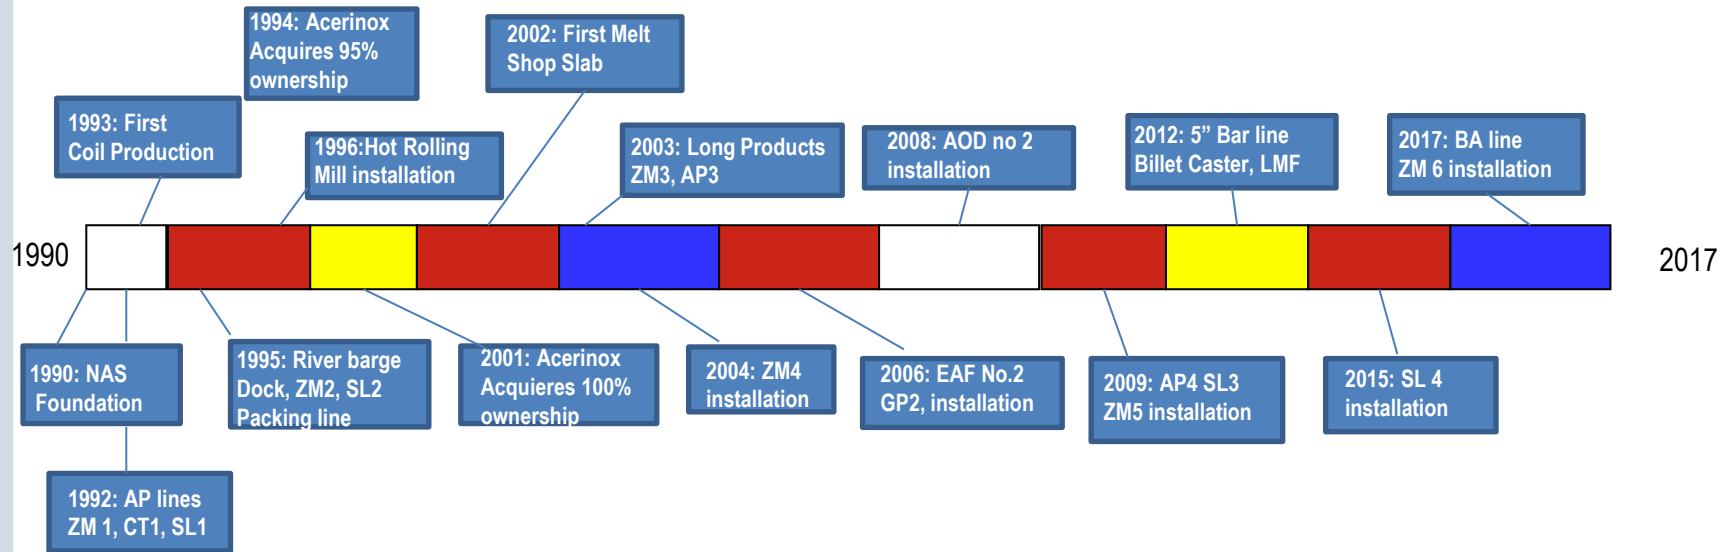 1994: Acerinox
Acquires 95%
ownership
2002: First Melt
Shop Slab
1993: First
Coil Production
1996:Hot Rolling
Mill installation
2003: Long Products
ZM3, AP3
2008: AOD no 2
installation
2012: 5” Bar line
Billet Caster, LMF
2017: BA line
ZM 6 installation
1990
2017
1990: NAS
Foundation
1995: River barge
Dock, ZM2, SL2
Packing line
2001: Acerinox
Acquieres 100%
ownership
2004: ZM4
installation
2006: EAF No.2
GP2, installation
2009: AP4 SL3
ZM5 installation
2015: SL 4
installation
1992: AP lines
ZM 1, CT1, SL1